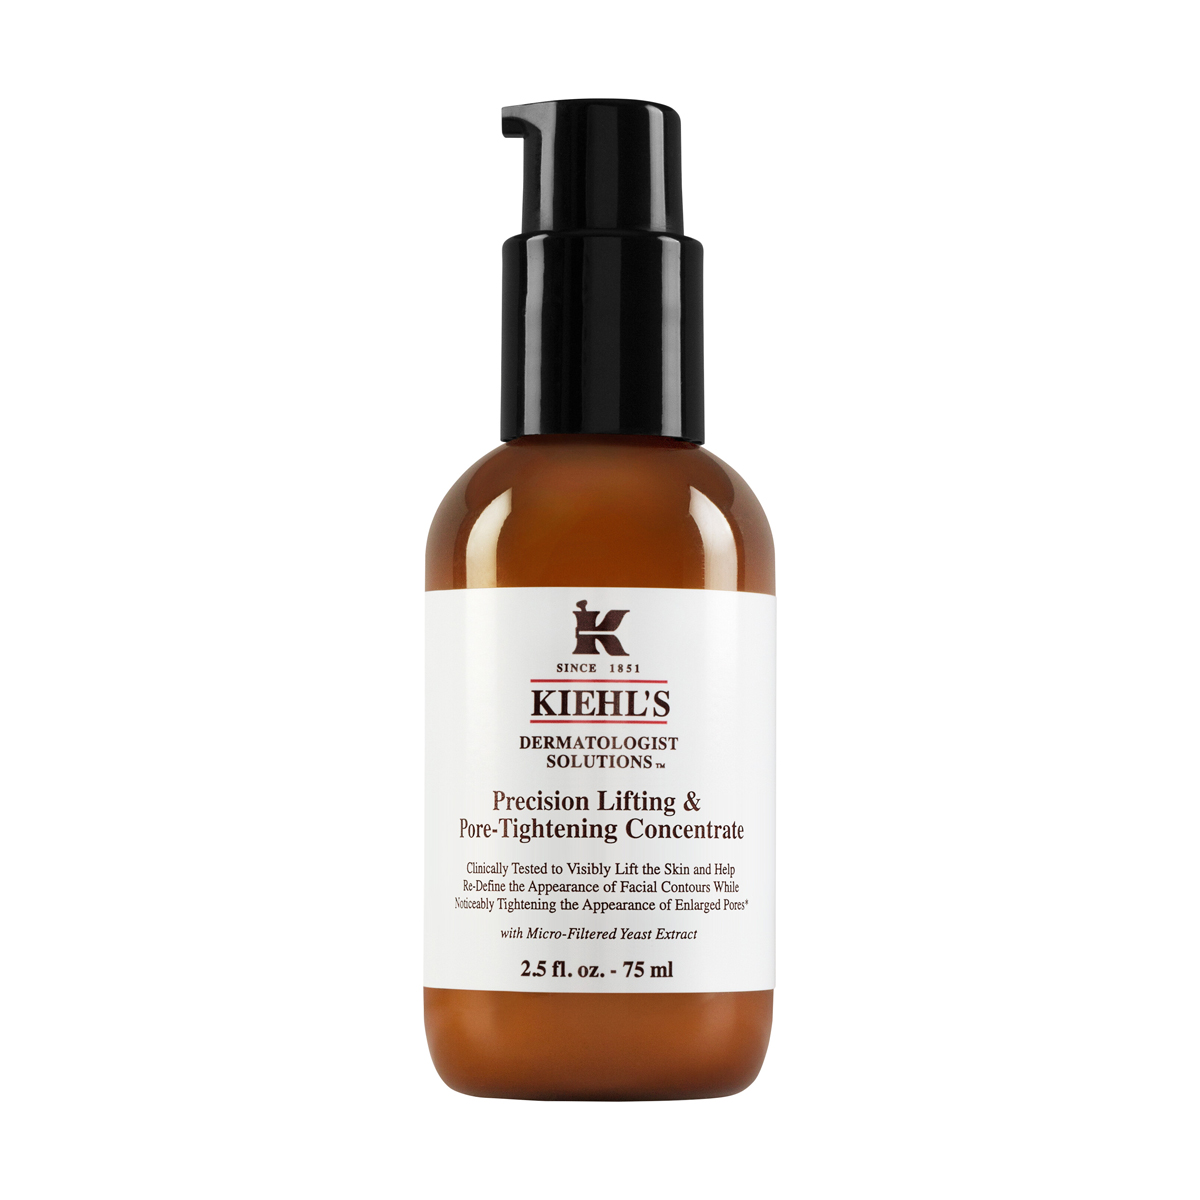 K
SINCE 1851
KIEHL'S
DERMATOLOGIST
SOLUTIONS™
Precision Lifting &
Pore-Tightening Concentrate
Clinically Tested to Visibly Lift the Skin and Help
Re-Define the Appearance of Facial Contours While
Noticeably Tightening the Appearance of Enlarged Pores*
with Micro-Filtered Yeast Extract
2.5 fl. oz. - 75 ml